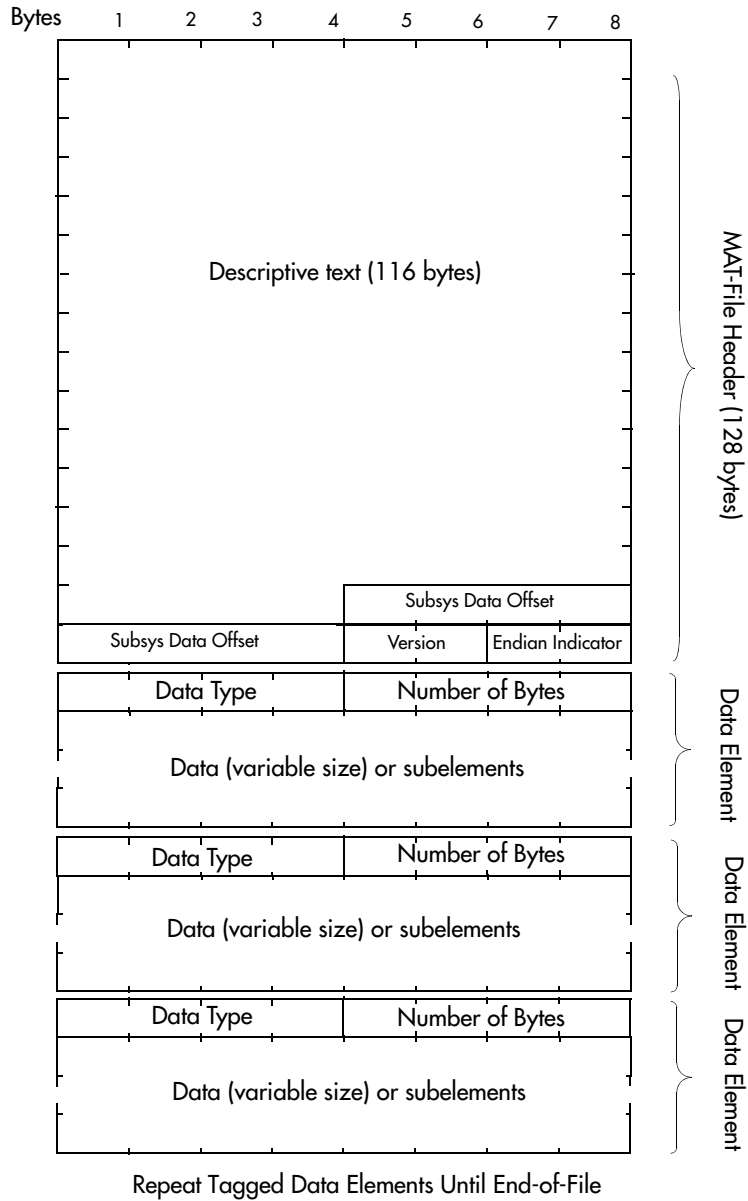 Bytes 1 2 3 4 5 6 7 8
Descriptive text (116 bytes)
MAT-File Header (128 bytes)
Subsys Data Offset
Subsys Data Offset Version Endian Indicator
Data Type Number of Bytes
Data (variable size) or subelements
Data Element
Data Type Number of Bytes
Data (variable size) or subelements
Data Element
Data Type Number of Bytes
Data (variable size) or subelements
Data Element
Repeat Tagged Data Elements Until End-of-File